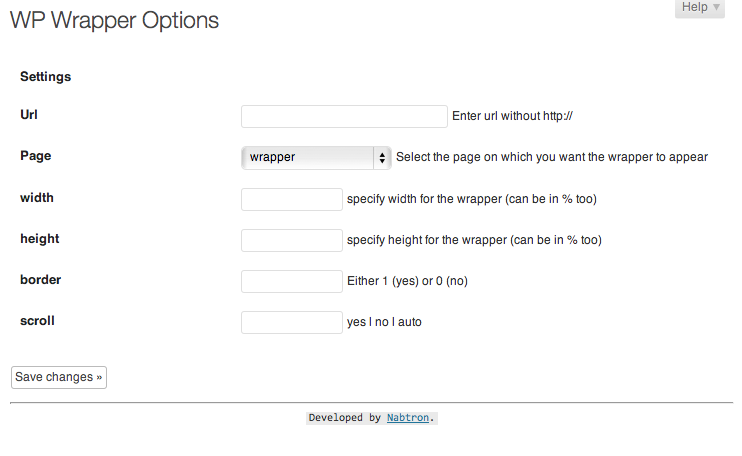 Help ▼
WP Wrapper Options
Settings
Url Enter url without http://
Page wrapper Select the page on which you want the wrapper to appear
width specify width for the wrapper (can be in % too)
height specify height for the wrapper (can be in % too)
border Either 1 (yes) or 0 (no)
scroll yes | no | auto
Save changes »
Developed by Nabtron.